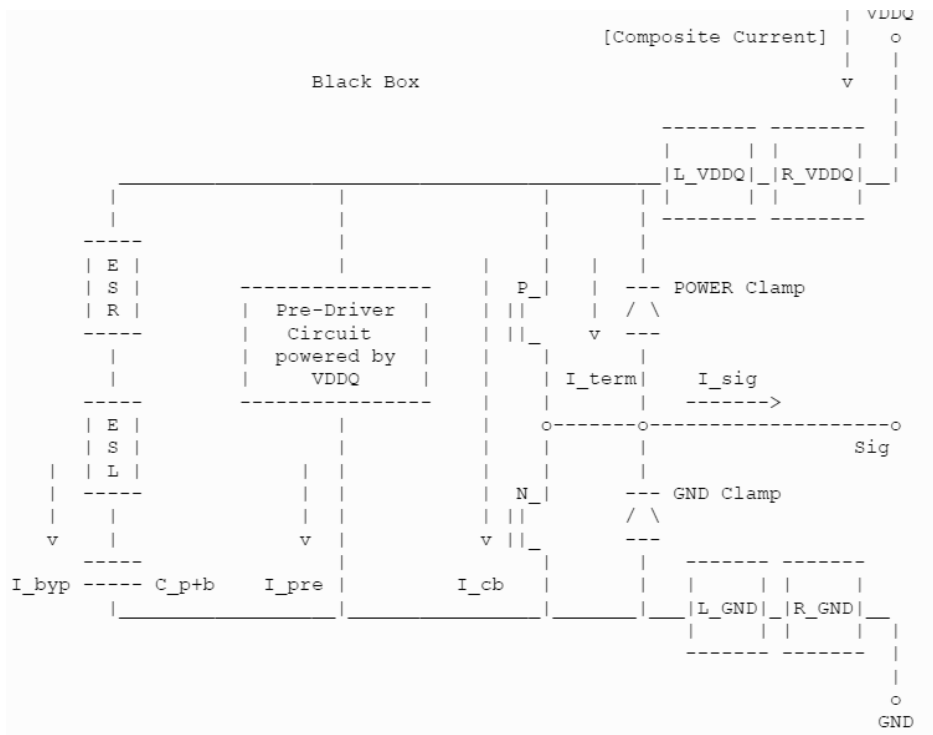 VDDQ
[Composite Current]
Black Box
L_VDDQ R_VDDQ
E
S
R
P_
POWER Clamp
Pre-Driver
Circuit
powered by
VDDQ
v
I_term I_sig
E
S
L
Sig
N_
GND Clamp
v v v
I_byp C_p+b I_pre I_cb
L_GND R_GND
GND